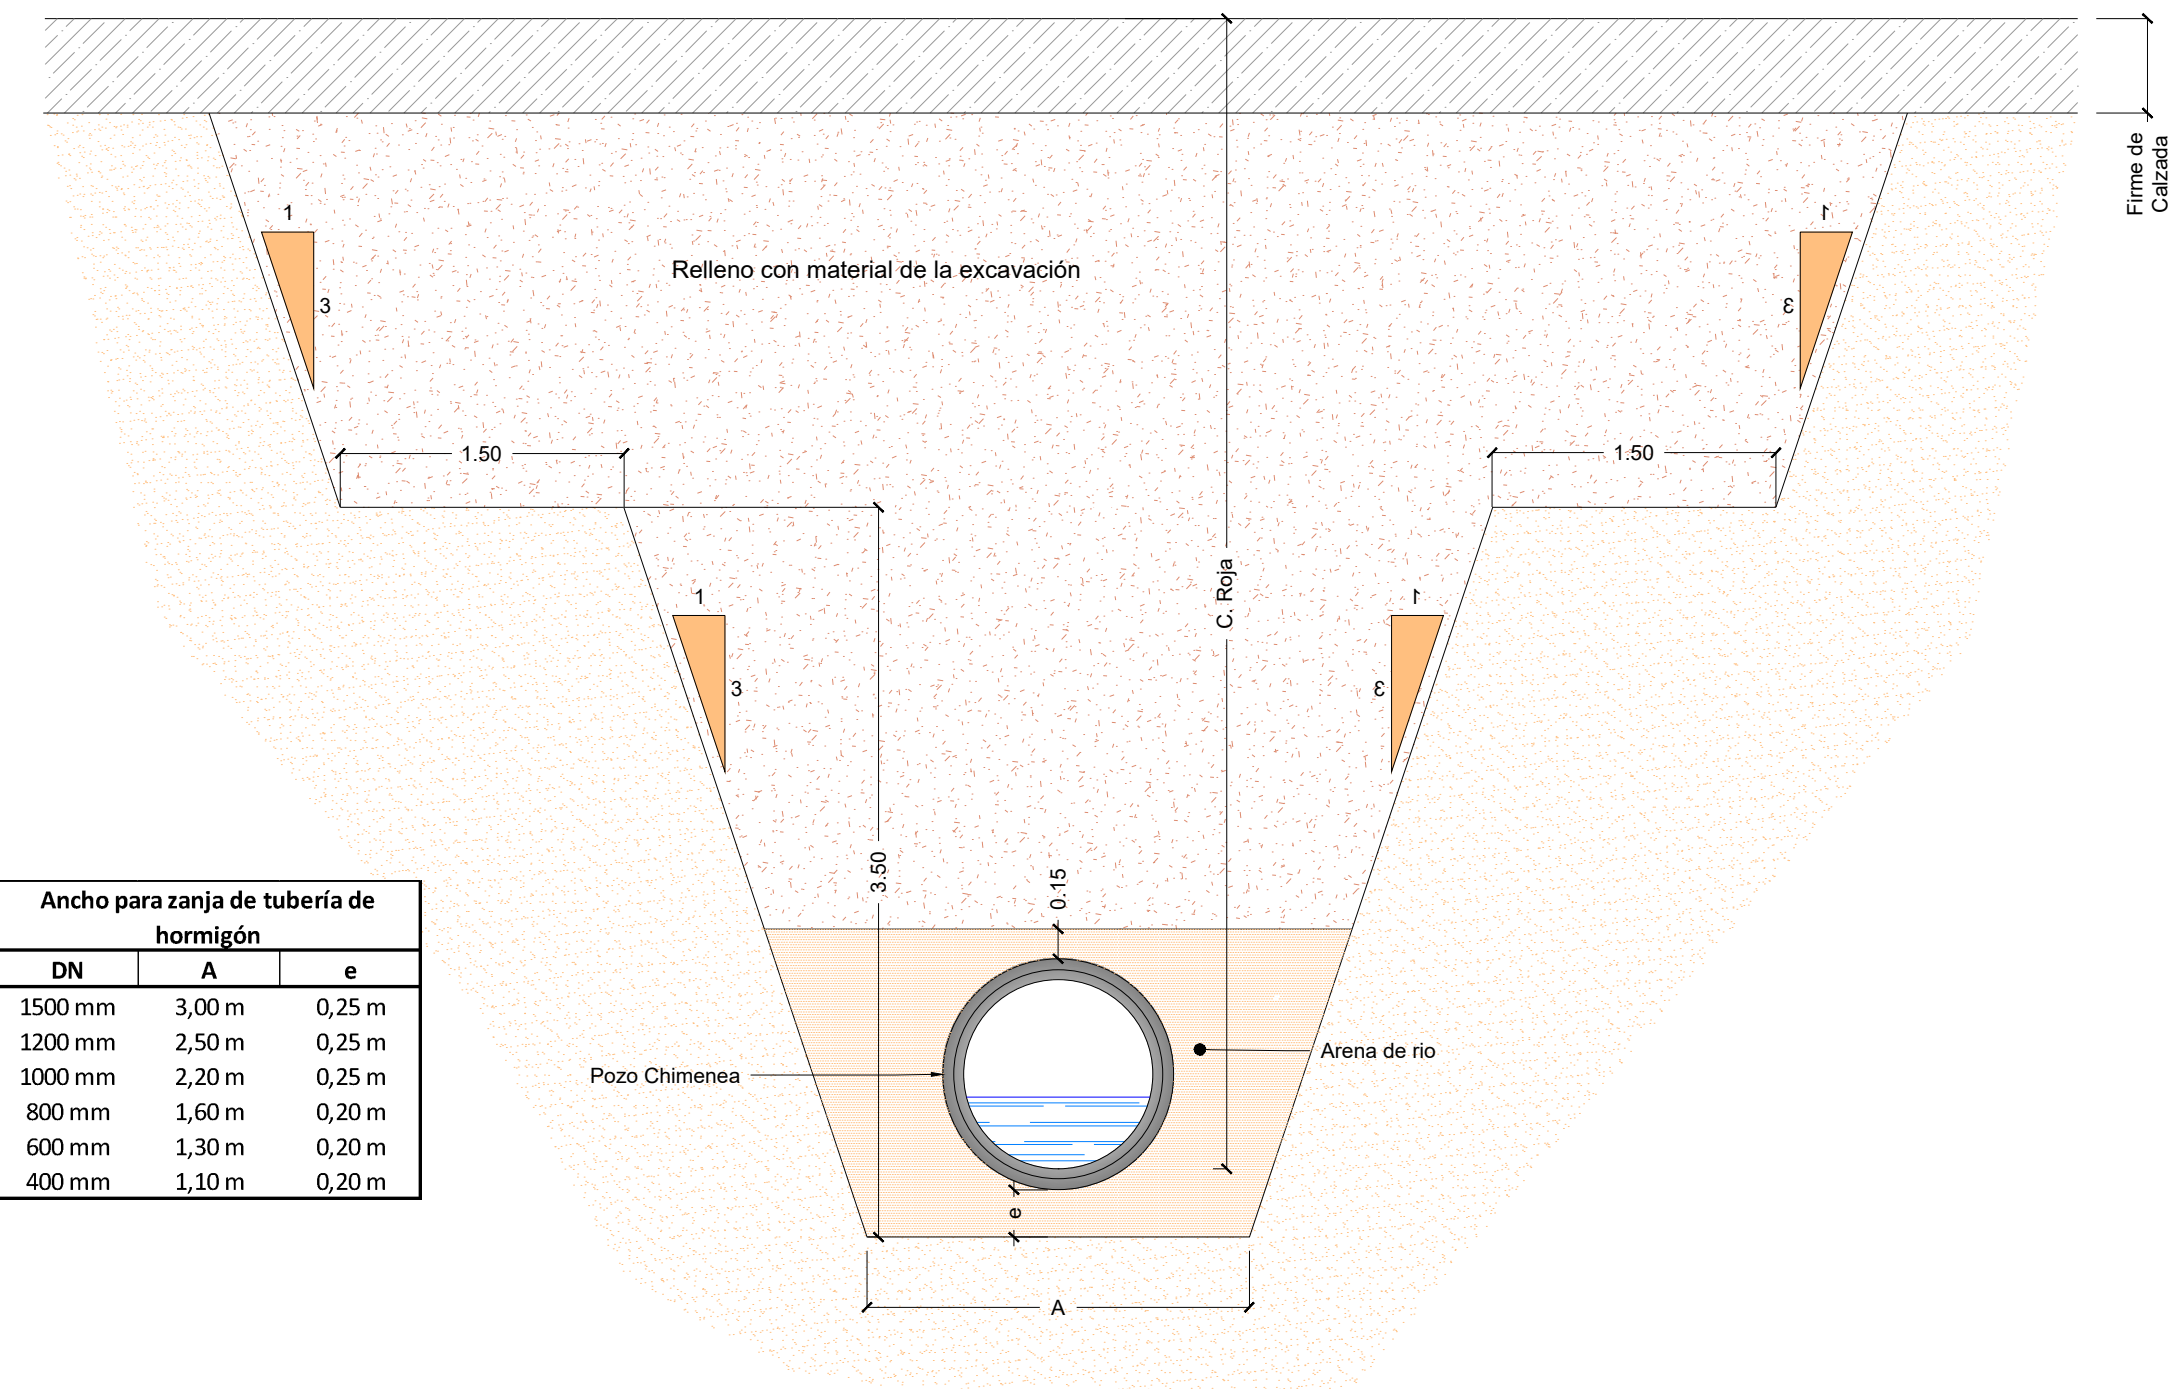 Firme de
Calzada
1
3
1
3
Relleno con material de la excavación
1.50
1.50
C. Roja
1
3
1
3
3.50
0.15
Ancho para zanja de tubería de
hormigón
DN A e
1500 mm 3,00 m 0,25 m
1200 mm 2,50 m 0,25 m
1000 mm 2,20 m 0,25 m
800 mm 1,60 m 0,20 m
600 mm 1,30 m 0,20 m
400 mm 1,10 m 0,20 m
Arena de rio
Pozo Chimenea
e
A